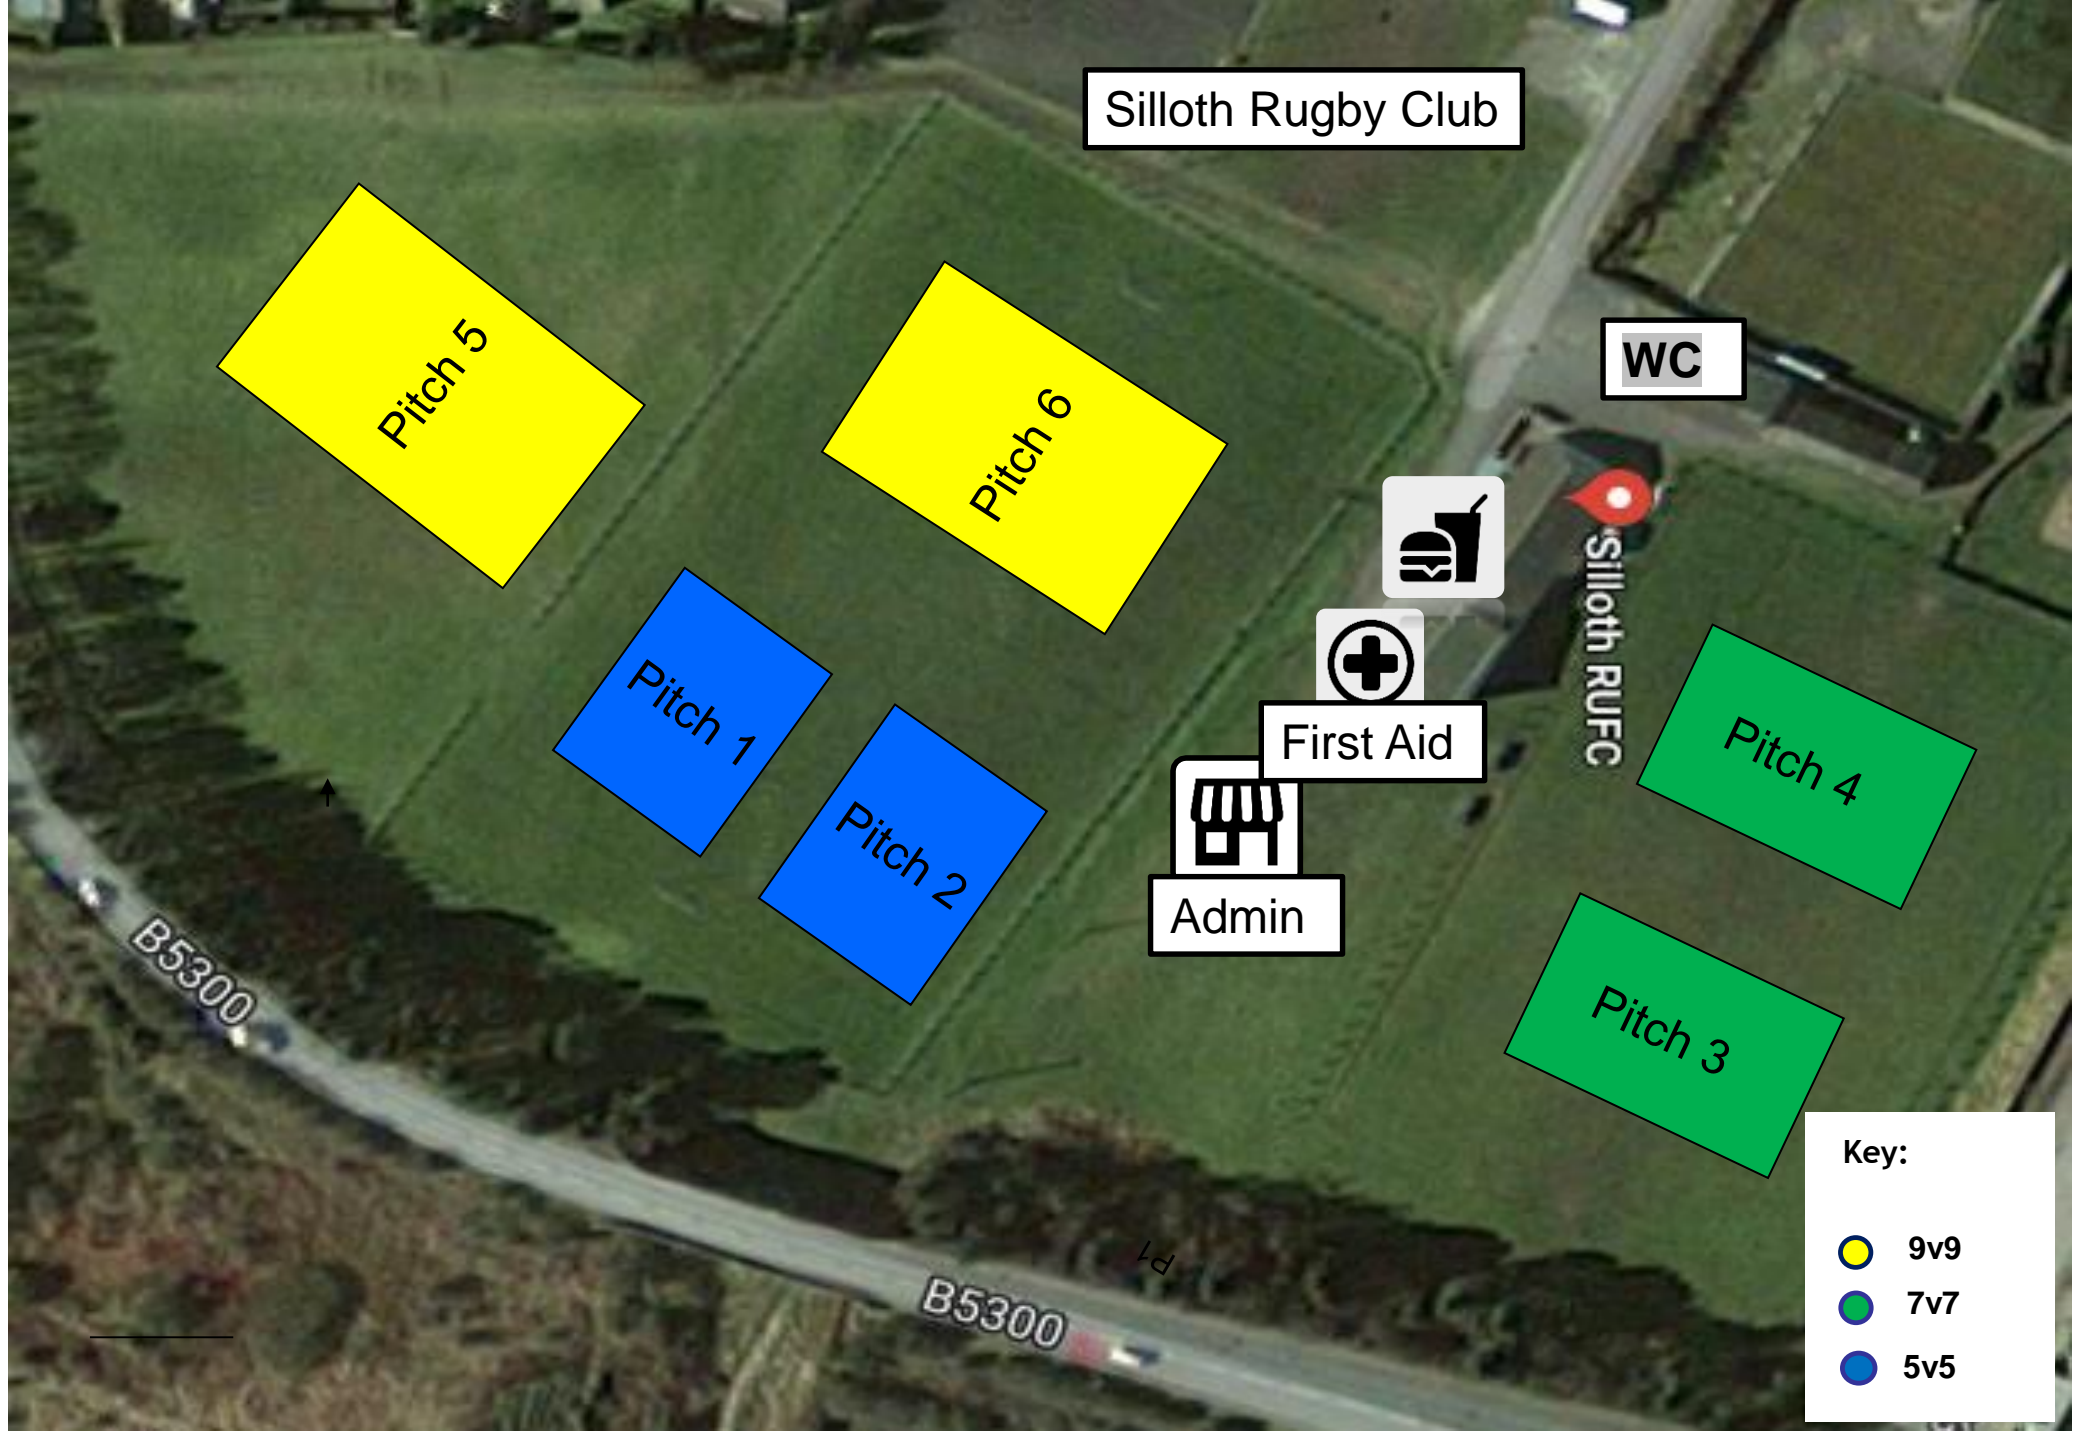 Silloth Rugby Club
Pitch 5
Pitch 6
WC
Silloth RUFC
Pitch 1
Pitch 2
First Aid
Admin
Pitch 4
Pitch 3
B5300
B5300
P1
Key:
9v9
7v7
5v5